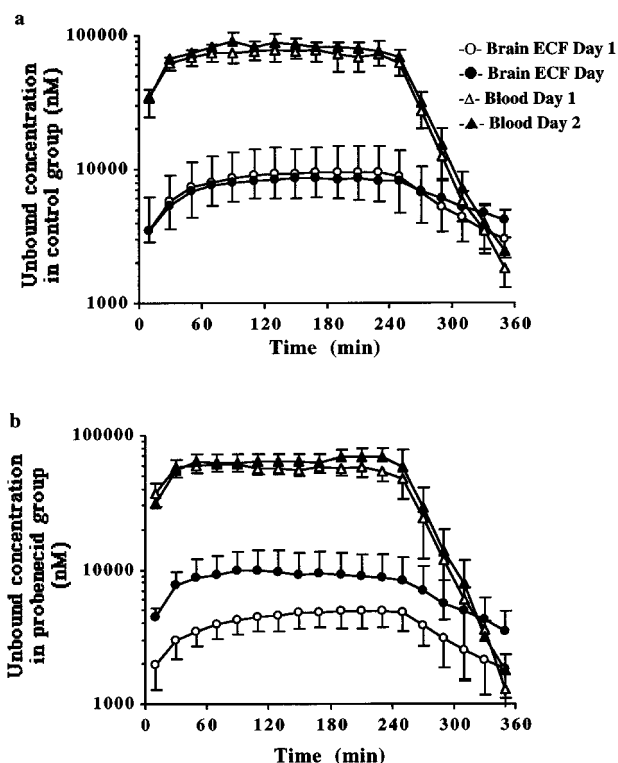 a
Unbound concentration
in control group (nM)
100000
10000
1000
0 60 120 180 240 300 360
Time (min)
-○- Brain ECF Day 1
-●- Brain ECF Day
-△- Blood Day 1
-▲- Blood Day 2
b
Unbound concentration
in probenecid group
(nM)
100000
10000
1000
0 60 120 180 240 300 360
Time (min)